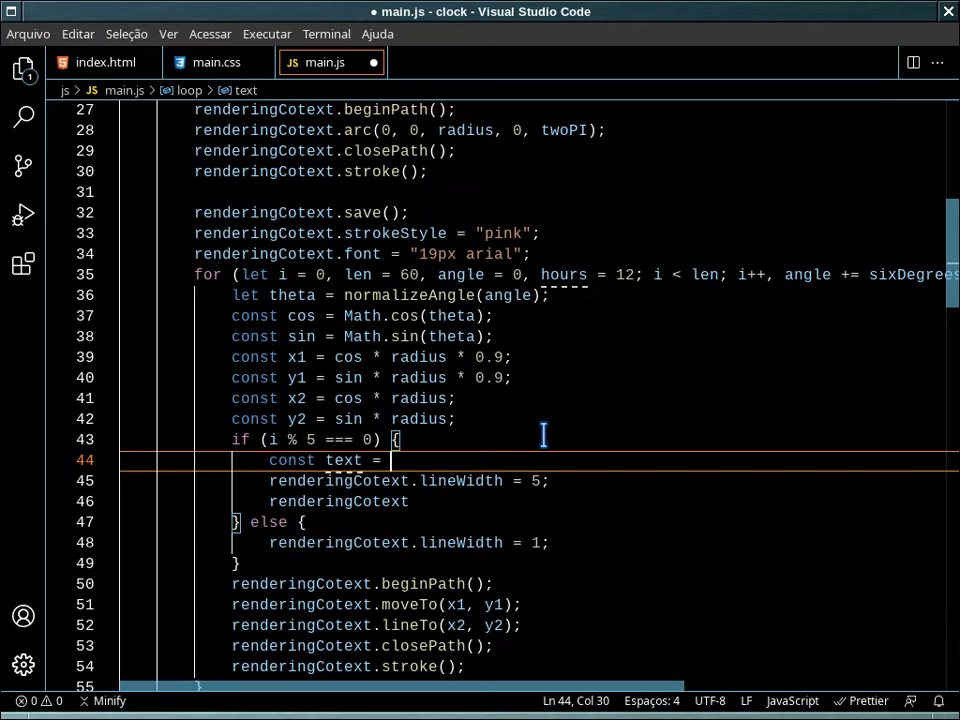 ● main.js - clock - Visual Studio Code
Arquivo Editar Seleção Ver Acessar Executar Terminal Ajuda
index.html main.css JS main.js ●
js > JS main.js > loop > text
27 renderingCotext.beginPath();
28 renderingCotext.arc(0, 0, radius, 0, twoPI);
29 renderingCotext.closePath();
30 renderingCotext.stroke();
31
32 renderingCotext.save();
33 renderingCotext.strokeStyle = "pink";
34 renderingCotext.font = "19px arial";
35 for (let i = 0, len = 60, angle = 0, hours = 12; i < len; i++, angle += sixDegrees
36 let theta = normalizeAngle(angle);
37 const cos = Math.cos(theta);
38 const sin = Math.sin(theta);
39 const x1 = cos * radius * 0.9;
40 const y1 = sin * radius * 0.9;
41 const x2 = cos * radius;
42 const y2 = sin * radius;
43 if (i % 5 === 0) {
44 const text =
45 renderingCotext.lineWidth = 5;
46 renderingCotext
47 } else {
48 renderingCotext.lineWidth = 1;
49 }
50 renderingCotext.beginPath();
51 renderingCotext.moveTo(x1, y1);
52 renderingCotext.lineTo(x2, y2);
53 renderingCotext.closePath();
54 renderingCotext.stroke();
55 }
1
0 0 Minify Ln 44, Col 30 Espaços: 4 UTF-8 LF JavaScript Prettier